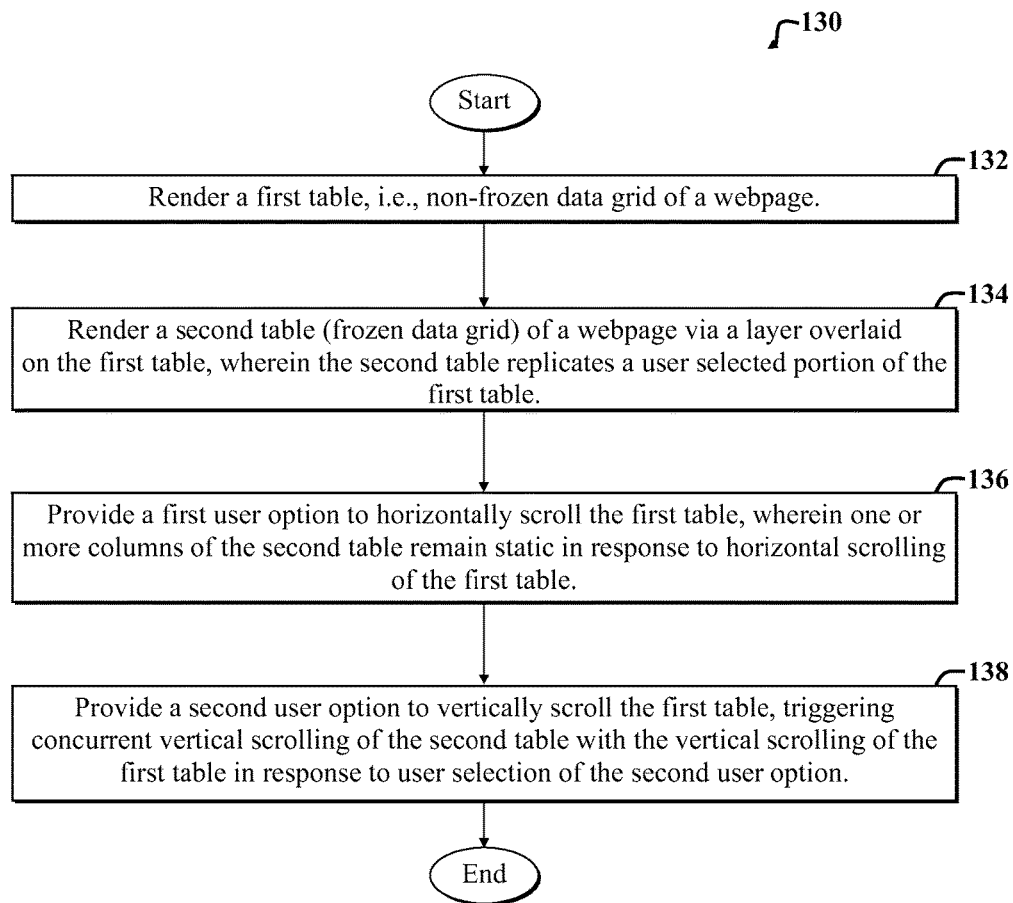 130
Start
132
Render a first table, i.e., non-frozen data grid of a webpage.
134
Render a second table (frozen data grid) of a webpage via a layer overlaid
on the first table, wherein the second table replicates a user selected portion of the
first table.
136
Provide a first user option to horizontally scroll the first table, wherein one or
more columns of the second table remain static in response to horizontal scrolling
of the first table.
138
Provide a second user option to vertically scroll the first table, triggering
concurrent vertical scrolling of the second table with the vertical scrolling of the
first table in response to user selection of the second user option.
End